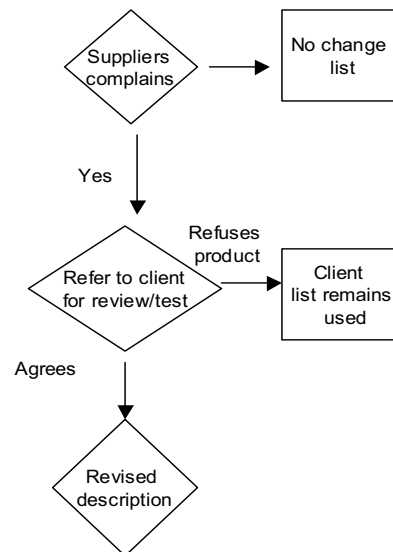 Suppliers
complains
No change
list
Yes
Refuses
product
Refer to client
for review/test
Client
list remains
used
Agrees
Revised
description